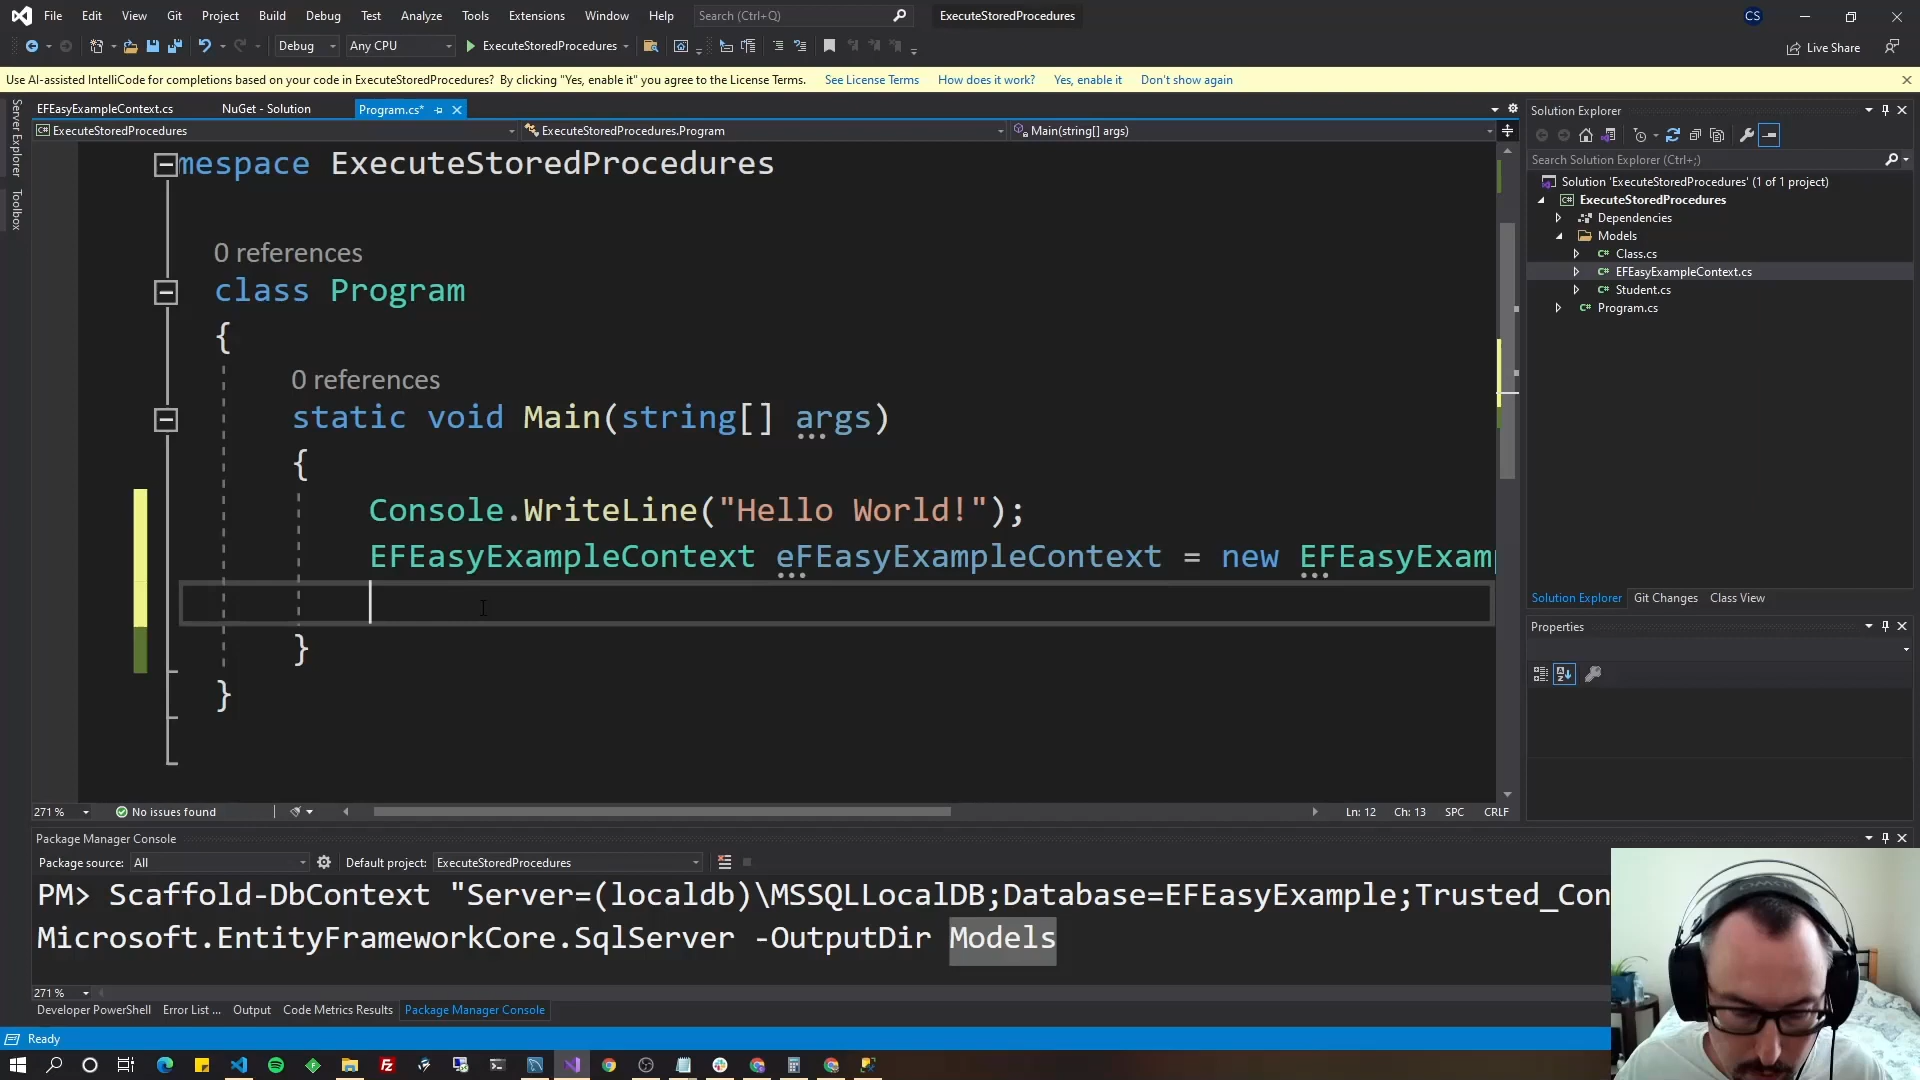 File Edit View Git Project Build Debug Test Analyze Tools Extensions Window Help Search (Ctrl+Q) ExecuteStoredProcedures CS
Debug Any CPU ExecuteStoredProcedures Live Share
Use AI-assisted IntelliCode for completions based on your code in ExecuteStoredProcedures? By clicking "Yes, enable it" you agree to the License Terms. See License Terms How does it work? Yes, enable it Don't show again
Server Explorer
Toolbox
EFEasyExampleContext.cs NuGet - Solution Program.cs*
ExecuteStoredProcedures ExecuteStoredProcedures.Program Main(string[] args)
mespace ExecuteStoredProcedures
0 references
class Program
{
0 references
static void Main(string[] args)
{
Console.WriteLine("Hello World!");
EFEasyExampleContext eFEasyExampleContext = new EFEasyExamp
}
}
271 % No issues found Ln: 12 Ch: 13 SPC CRLF
Solution Explorer
Search Solution Explorer (Ctrl+;)
Solution 'ExecuteStoredProcedures' (1 of 1 project)
ExecuteStoredProcedures
Dependencies
Models
Class.cs
EFEasyExampleContext.cs
Student.cs
Program.cs
Solution Explorer Git Changes Class View
Properties
Package Manager Console
Package source: All Default project: ExecuteStoredProcedures
PM> Scaffold-DbContext "Server=(localdb)\MSSQLLocalDB;Database=EFEasyExample;Trusted_Con
Microsoft.EntityFrameworkCore.SqlServer -OutputDir Models
271 %
Developer PowerShell Error List ... Output Code Metrics Results Package Manager Console
Ready